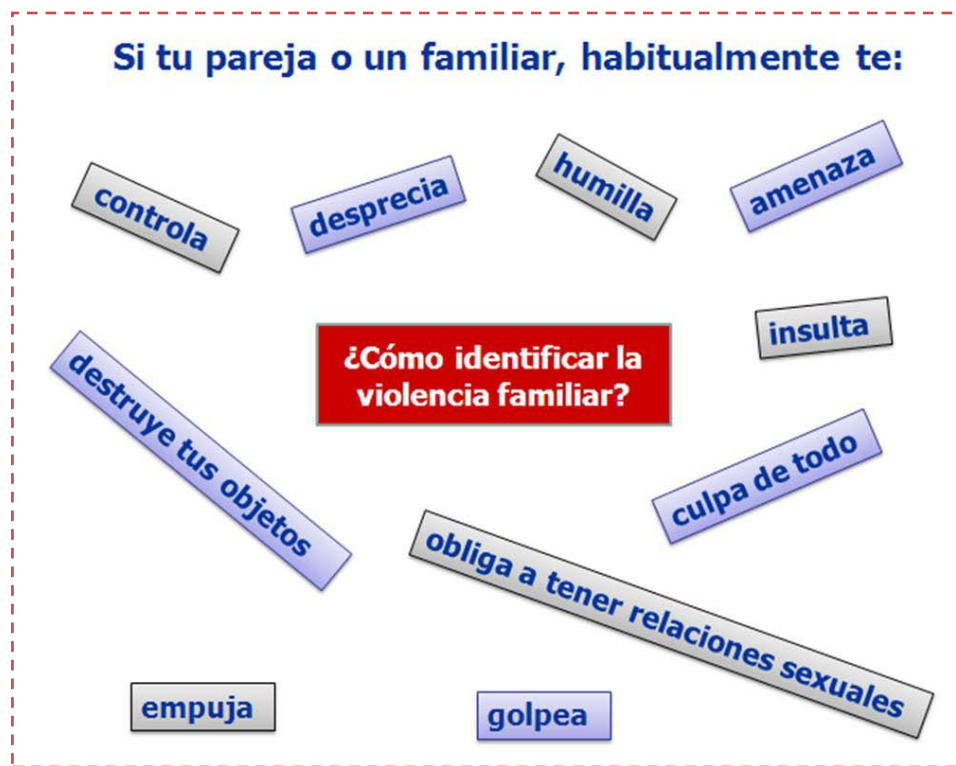 Si tu pareja o un familiar, habitualmente te:
controla
desprecia
humilla
amenaza
insulta
¿Cómo identificar la
violencia familiar?
destruye tus objetos
culpa de todo
obliga a tener relaciones sexuales
empuja
golpea